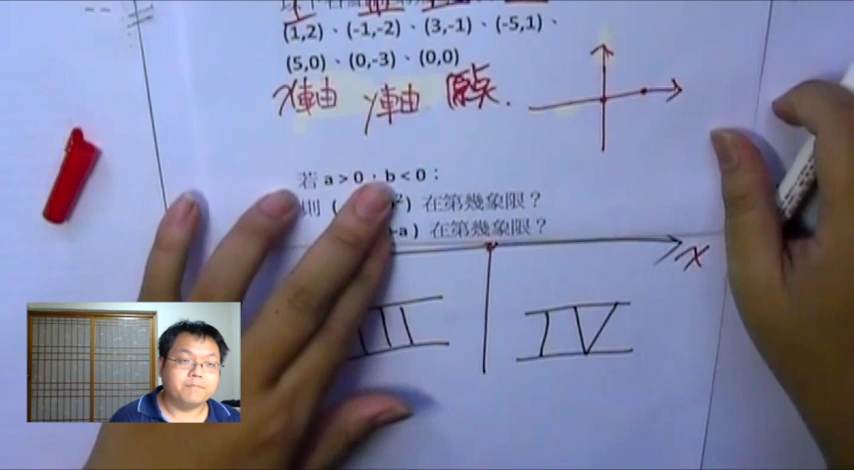 (1,2)、(-1,-2)、(3,-1)、(-5,1)、
(5,0)、(0,-3)、(0,0)
x軸 y軸 原點.
若 a > 0，b < 0：
則 ( ) 在第幾象限？
-a ) 在第幾象限？
x
III IV